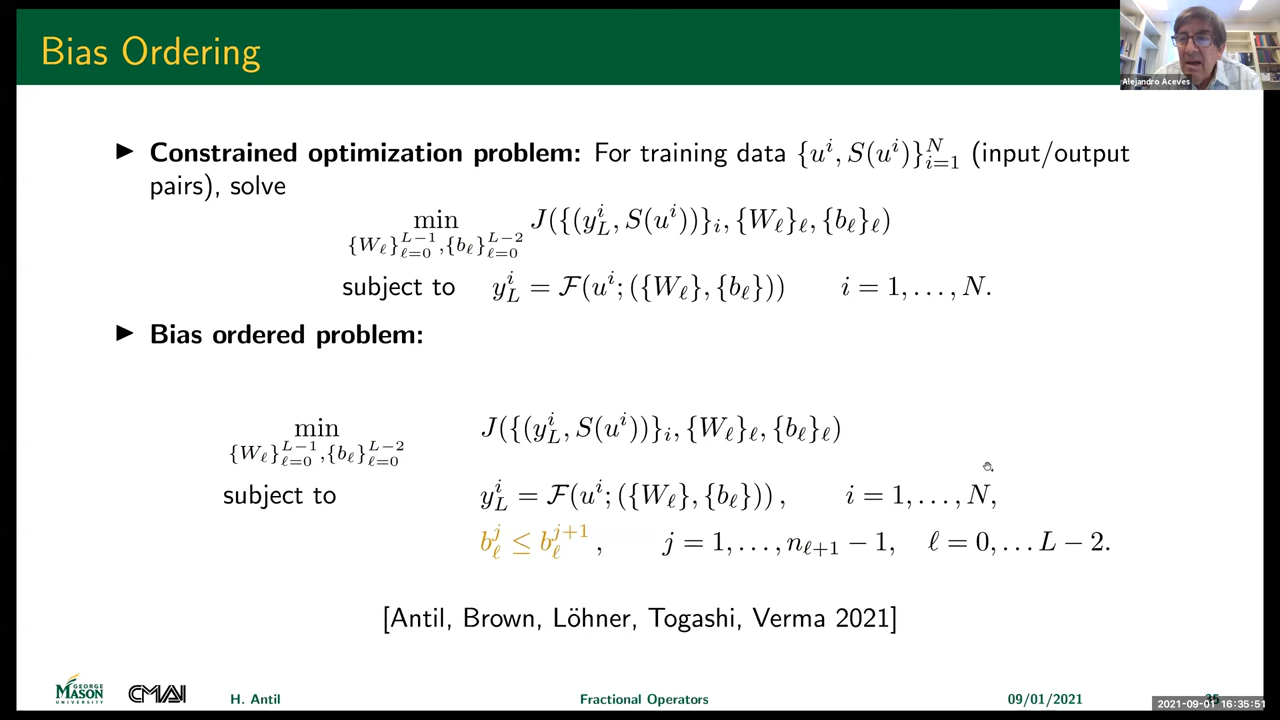 Bias Ordering
Alejandro Aceves
▶ Constrained optimization problem: For training data {u^i, S(u^i)}_{i=1}^N (input/output
pairs), solve
min_{{W_ℓ}_{ℓ=0}^{L−1},{b_ℓ}_{ℓ=0}^{L−2}} J({(y_L^i, S(u^i))}_i, {W_ℓ}_ℓ, {b_ℓ}_ℓ)
subject to y_L^i = F(u^i; ({W_ℓ}, {b_ℓ})) i = 1, . . . , N.
▶ Bias ordered problem:
min_{{W_ℓ}_{ℓ=0}^{L−1},{b_ℓ}_{ℓ=0}^{L−2}} J({(y_L^i, S(u^i))}_i, {W_ℓ}_ℓ, {b_ℓ}_ℓ)
subject to y_L^i = F(u^i; ({W_ℓ}, {b_ℓ})) , i = 1, . . . , N,
b_ℓ^j ≤ b_ℓ^{j+1} , j = 1, . . . , n_{ℓ+1} − 1, ℓ = 0, . . . L − 2.
[Antil, Brown, Löhner, Togashi, Verma 2021]
GEORGE
MASON
UNIVERSITY
CMAI
H. Antil Fractional Operators 09/01/2021 35
2021-09-01 16:35:51